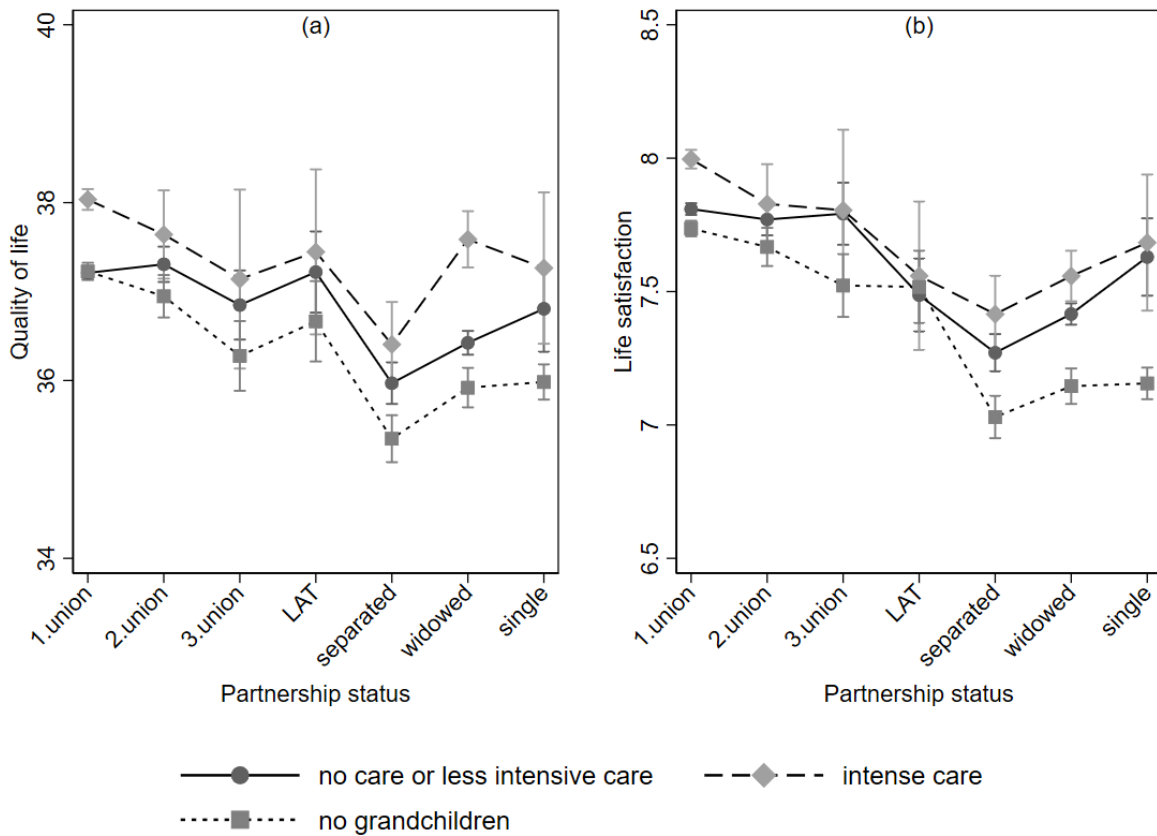 (a)
Quality of life
40
38
36
34
1.union
2.union
3.union
LAT
separated
widowed
single
Partnership status
(b)
Life satisfaction
8.5
8
7.5
7
6.5
1.union
2.union
3.union
LAT
separated
widowed
single
Partnership status
no care or less intensive care
intense care
no grandchildren